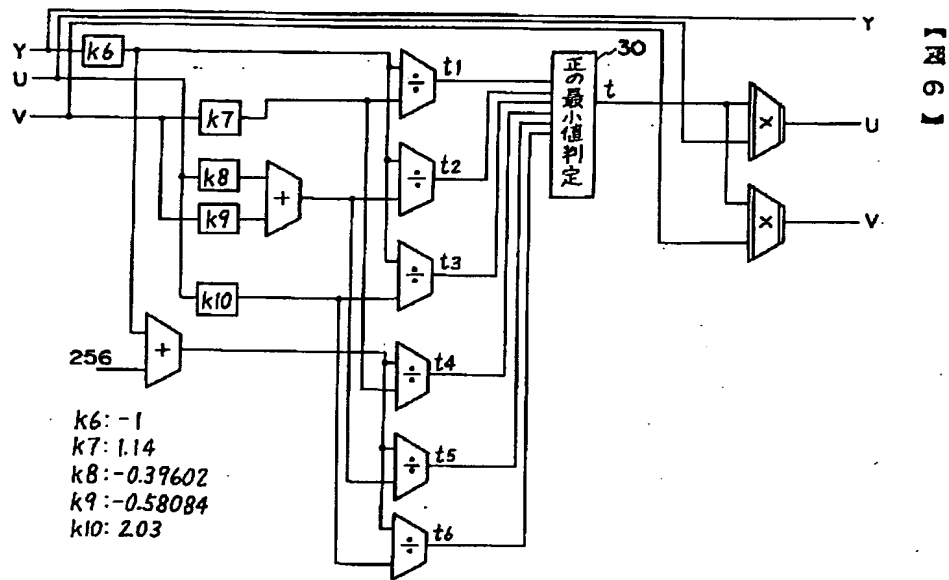 【図6】
Y
U
V
k6
k7
k8
k9
k10
256
+
+
÷
÷
÷
÷
÷
÷
t1
t2
t3
t4
t5
t6
30
正の最小値判定
t
×
×
Y
U
V
k6:-1
k7:1.14
k8:-0.39602
k9:-0.58084
k10:2.03